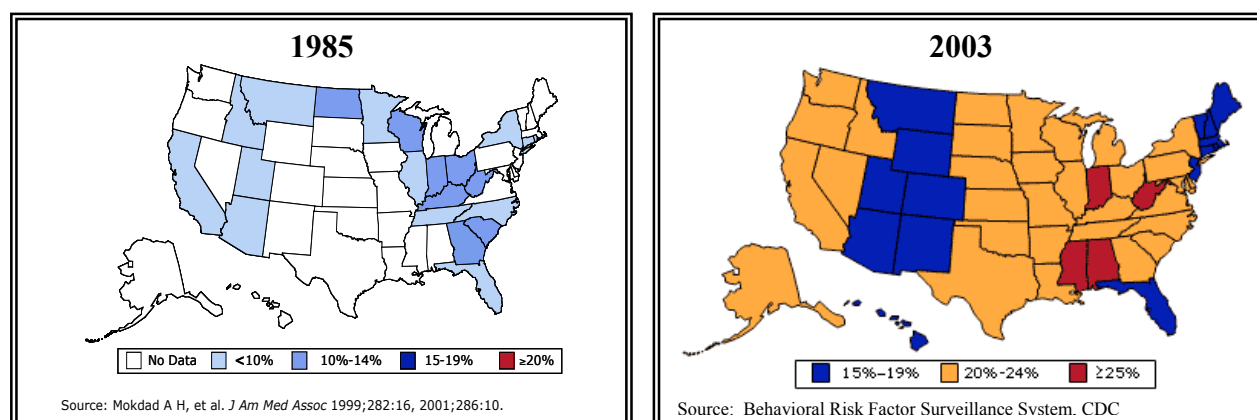 1985
No Data <10% 10%-14% 15-19% ≥20%
Source: Mokdad A H, et al. J Am Med Assoc 1999;282:16, 2001;286:10.
2003
15%–19% 20%-24% ≥25%
Source: Behavioral Risk Factor Surveillance System, CDC